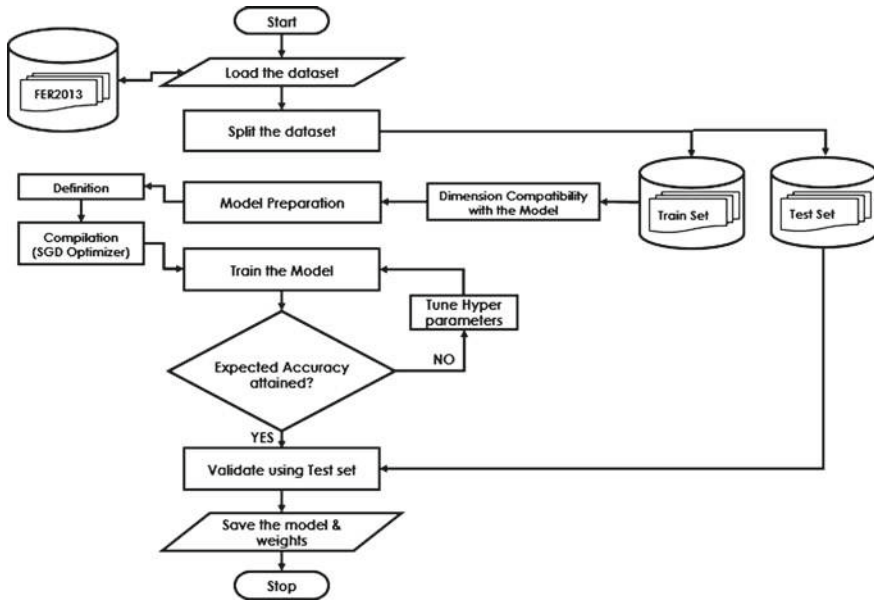 Start
Load the dataset
FER2013
Split the dataset
Definition
Model Preparation
Dimension Compatibility
with the Model
Train Set
Test Set
Compilation
(SGD Optimizer)
Train the Model
Tune Hyper
parameters
Expected Accuracy
attained?
NO
YES
Validate using Test set
Save the model &
weights
Stop